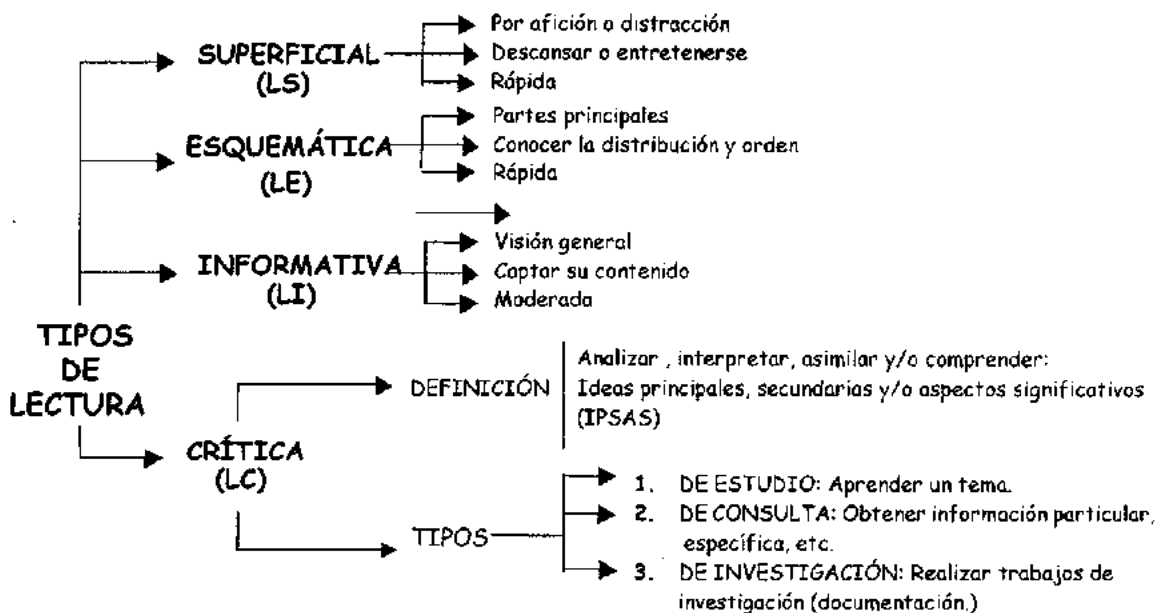 TIPOS
DE
LECTURA
SUPERFICIAL
(LS)
Por afición o distracción
Descansar o entretenerse
Rápida
ESQUEMÁTICA
(LE)
Partes principales
Conocer la distribución y orden
Rápida
INFORMATIVA
(LI)
Visión general
Captar su contenido
Moderada
CRÍTICA
(LC)
DEFINICIÓN
Analizar , interpretar, asimilar y/o comprender:
Ideas principales, secundarias y/o aspectos significativos
(IPSAS)
TIPOS
1. DE ESTUDIO: Aprender un tema.
2. DE CONSULTA: Obtener información particular,
específica, etc.
3. DE INVESTIGACIÓN: Realizar trabajos de
investigación (documentación.)